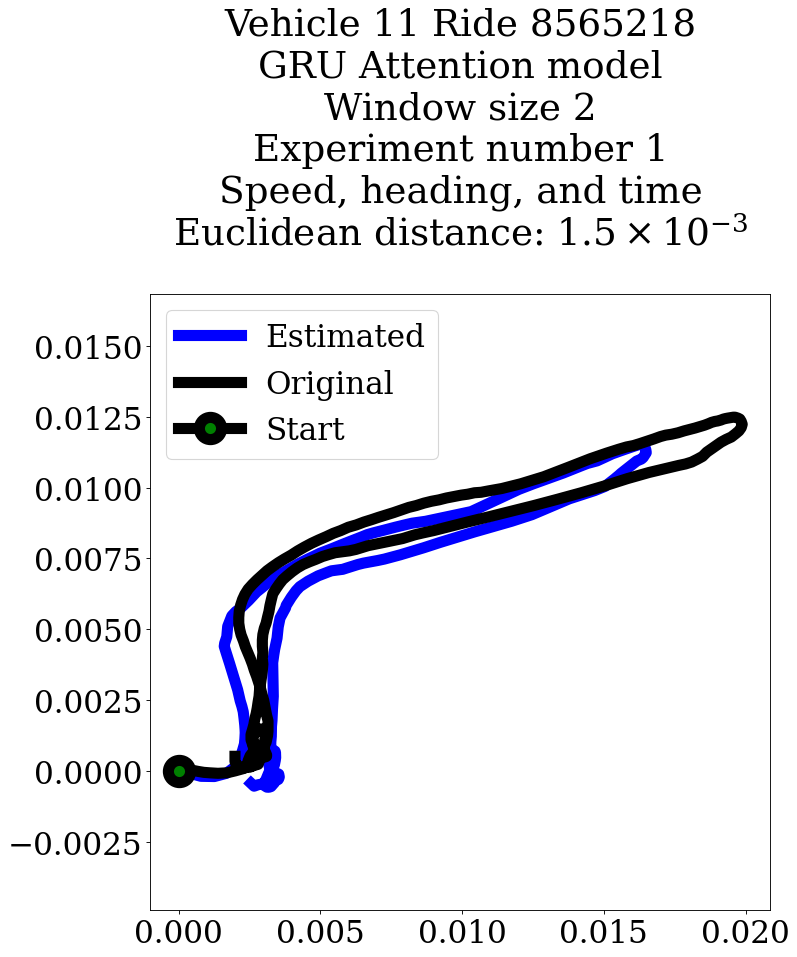 Vehicle 11 Ride 8565218
GRU Attention model
Window size 2
Experiment number 1
Speed, heading, and time
Euclidean distance: 1.5 × 10⁻³
Estimated
Original
Start
0.0150
0.0125
0.0100
0.0075
0.0050
0.0025
0.0000
−0.0025
0.000 0.005 0.010 0.015 0.020